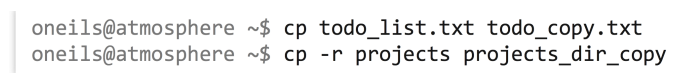 oneils@atmosphere ~$ cp todo_list.txt todo_copy.txt
oneils@atmosphere ~$ cp -r projects projects_dir_copy